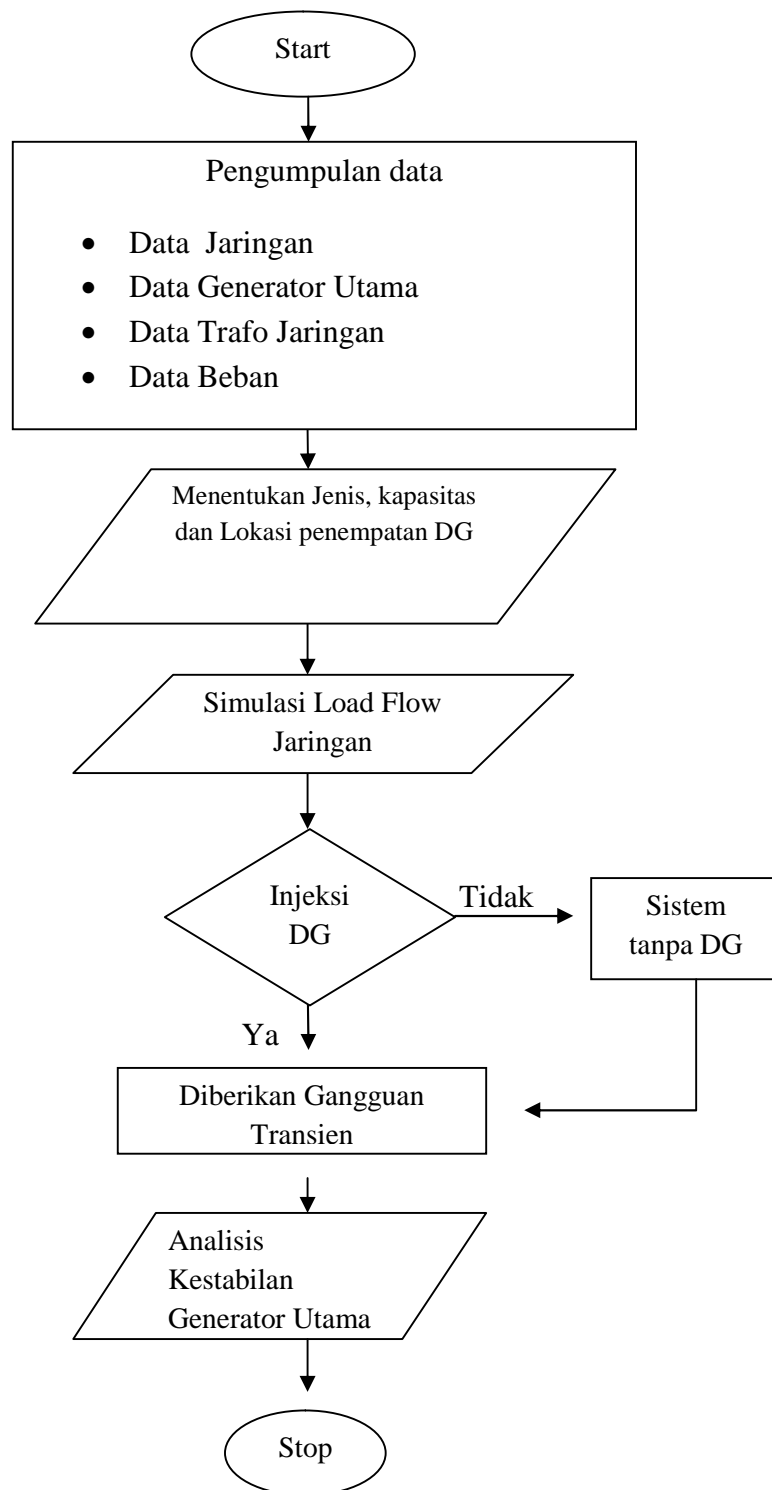 Start
Pengumpulan data
• Data Jaringan
• Data Generator Utama
• Data Trafo Jaringan
• Data Beban
Menentukan Jenis, kapasitas
dan Lokasi penempatan DG
Simulasi Load Flow
Jaringan
Injeksi
DG
Tidak
Sistem
tanpa DG
Ya
Diberikan Gangguan
Transien
Analisis
Kestabilan
Generator Utama
Stop